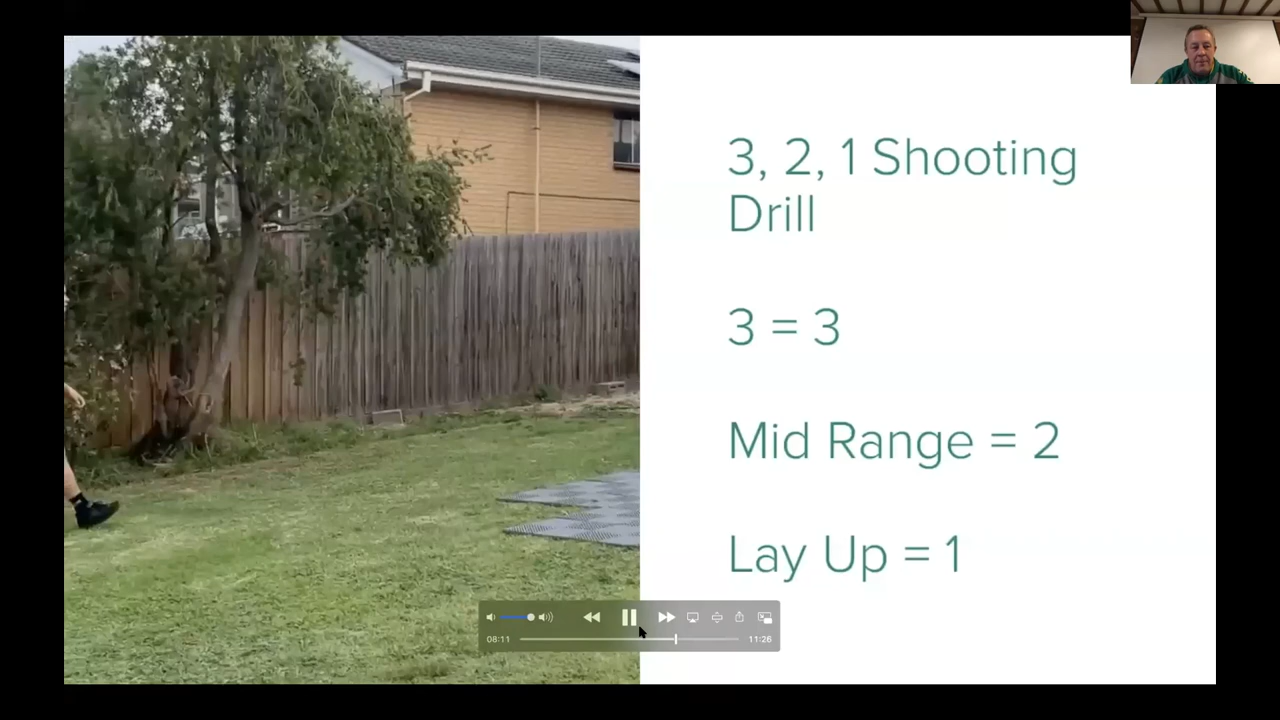 3, 2, 1 Shooting
Drill
3 = 3
Mid Range = 2
Lay Up = 1
08:11
11:26